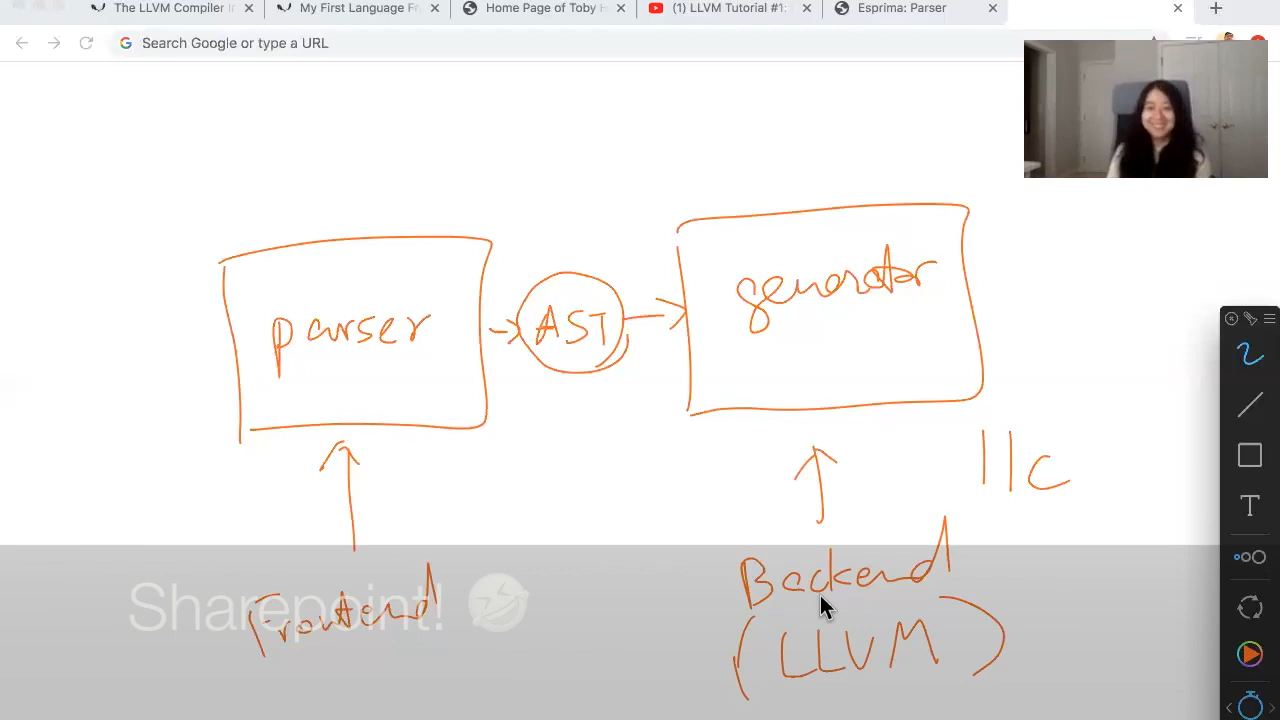 The LLVM Compiler In
My First Language Fr
Home Page of Toby H
(1) LLVM Tutorial #1:
Esprima: Parser
Search Google or type a URL
parser
AST
generator
llc
Sharepoint!
Frontend
Backend
(LLVM)
T